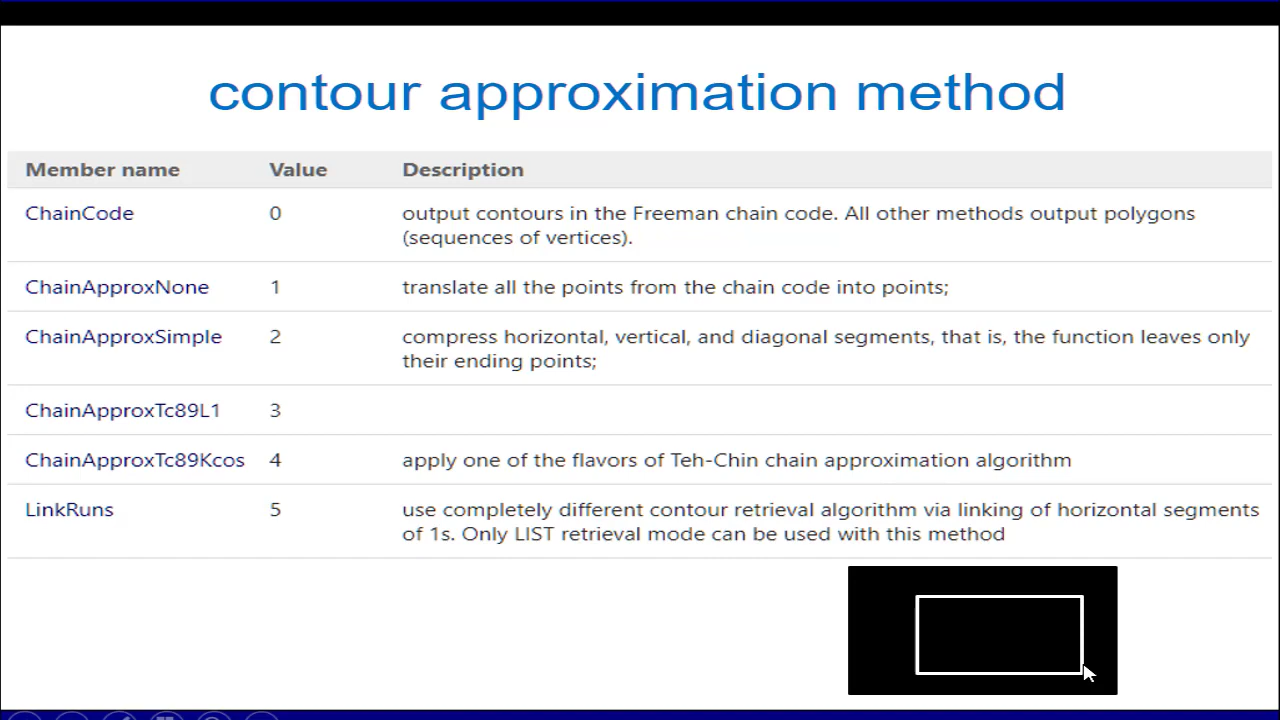 contour approximation method
Member name Value Description
ChainCode 0 output contours in the Freeman chain code. All other methods output polygons
(sequences of vertices).
ChainApproxNone 1 translate all the points from the chain code into points;
ChainApproxSimple 2 compress horizontal, vertical, and diagonal segments, that is, the function leaves only
their ending points;
ChainApproxTc89L1 3
ChainApproxTc89Kcos 4 apply one of the flavors of Teh-Chin chain approximation algorithm
LinkRuns 5 use completely different contour retrieval algorithm via linking of horizontal segments
of 1s. Only LIST retrieval mode can be used with this method